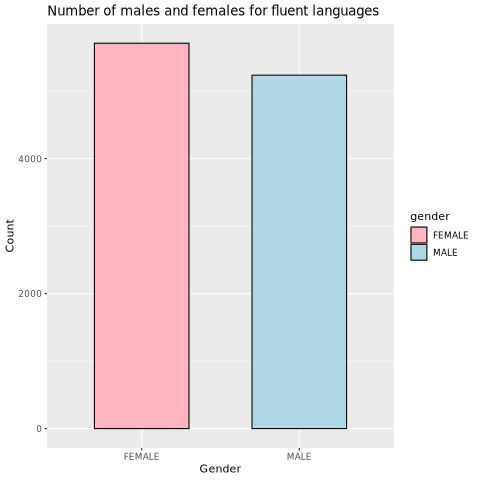 Number of males and females for fluent languages
Count
4000
2000
0
FEMALE
MALE
Gender
gender
FEMALE
MALE